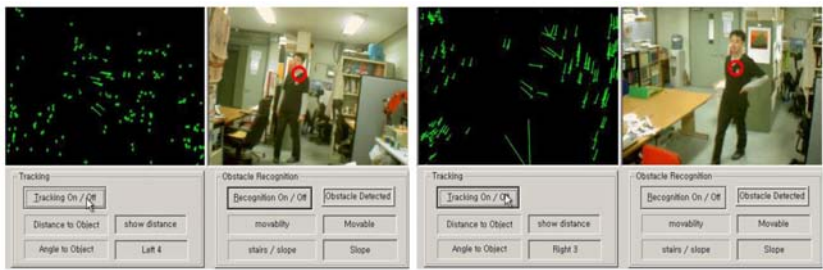 Tracking
Tracking On / Off
Distance to Object
show distance
Angle to Object
Left 4
Obstacle Recognition
Recognition On / Off
Obstacle Detected
movability
Movable
stairs / slope
Slope
Tracking
Tracking On / Off
Distance to Object
show distance
Angle to Object
Right 3
Obstacle Recognition
Recognition On / Off
Obstacle Detected
movability
Movable
stairs / slope
Slope